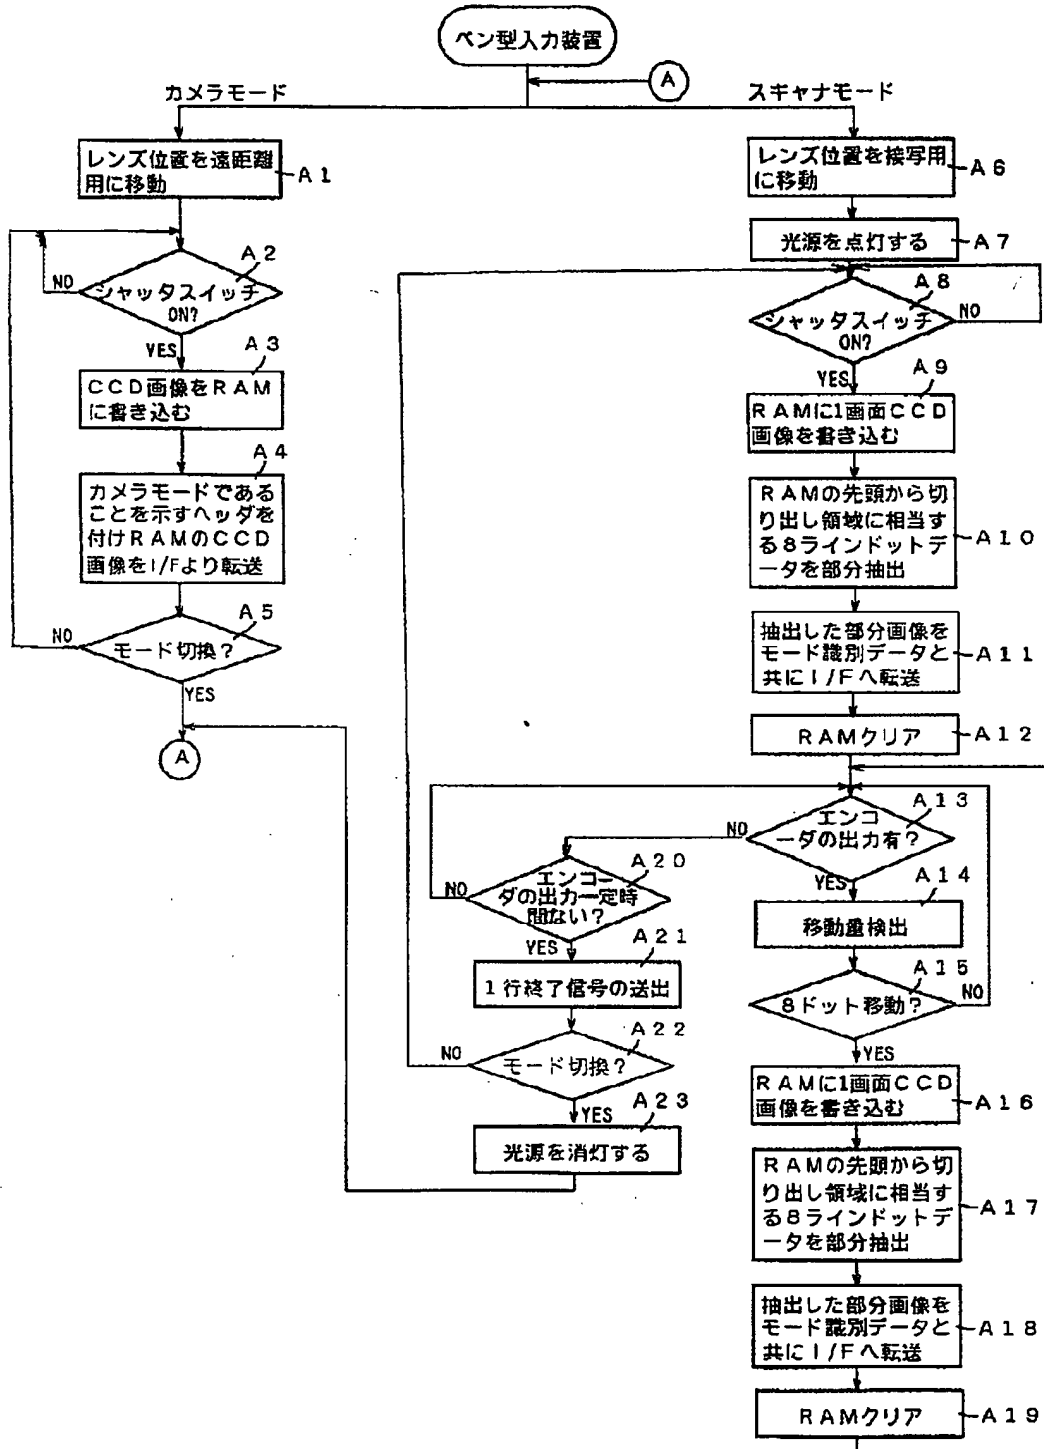 ペン型入力装置
A
カメラモード
スキャナモード
レンズ位置を遠距離
用に移動
A1
A2
NO
シャッタスイッチ
ON?
YES
A3
CCD画像をRAM
に書き込む
A4
カメラモードである
ことを示すヘッダを
付けRAMのCCD
画像をI/Fより転送
A5
NO
モード切換?
YES
A
レンズ位置を接写用
に移動
A6
光源を点灯する
A7
A8
シャッタスイッチ
ON?
NO
YES
A9
RAMに1画面CCD
画像を書き込む
RAMの先頭から切
り出し領域に相当す
る8ラインドットデ
ータを部分抽出
A10
抽出した部分画像を
モード識別データと
共にI/Fへ転送
A11
RAMクリア
A12
A13
エンコ
ーダの出力有?
NO
YES
A14
移動量検出
A15
8ドット移動?
NO
YES
RAMに1画面CCD
画像を書き込む
A16
RAMの先頭から切
り出し領域に相当す
る8ラインドットデ
ータを部分抽出
A17
抽出した部分画像を
モード識別データと
共にI/Fへ転送
A18
RAMクリア
A19
A20
エンコー
ダの出力一定時
間ない?
NO
YES
A21
1行終了信号の送出
A22
NO
モード切換?
YES
A23
光源を消灯する